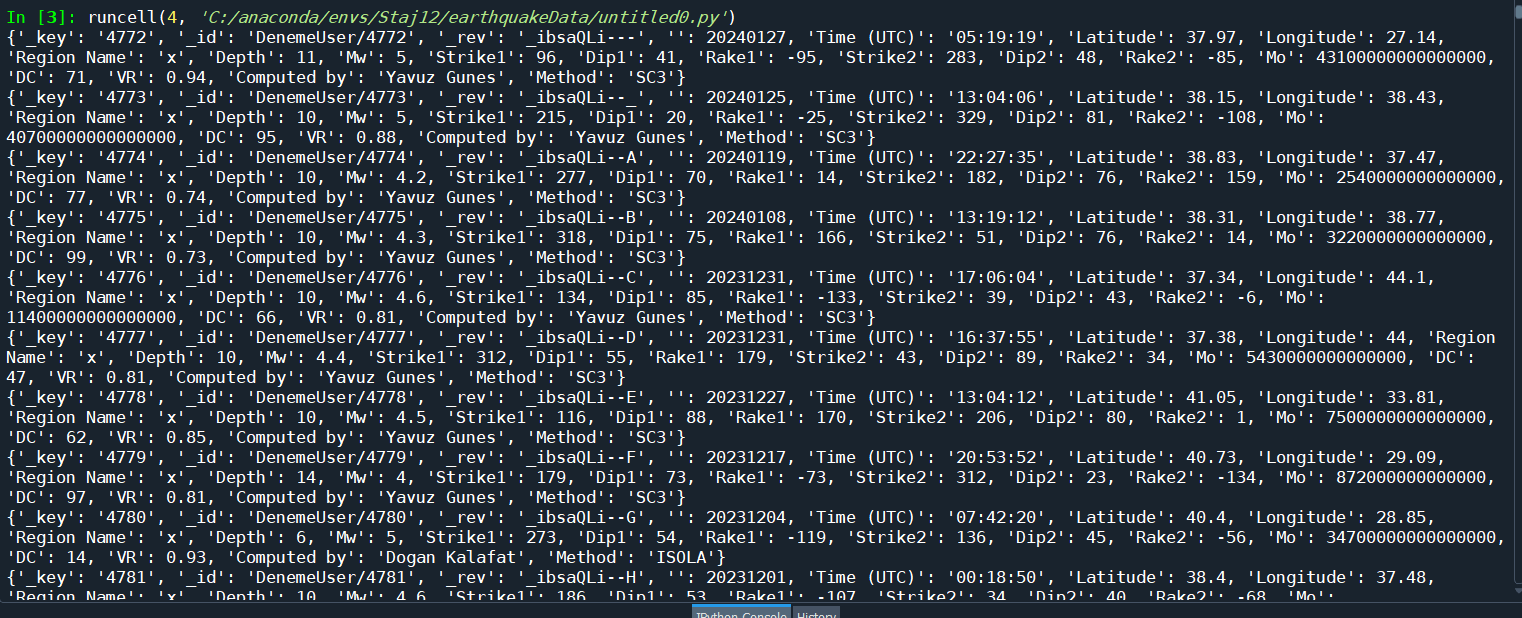 In [3]: runcell(4, 'C:/anaconda/envs/Staj12/earthquakeData/untitled0.py')
{'_key': '4772', '_id': 'DenemeUser/4772', '_rev': '_ibsaQLi---', '': 20240127, 'Time (UTC)': '05:19:19', 'Latitude': 37.97, 'Longitude': 27.14,
'Region Name': 'x', 'Depth': 11, 'Mw': 5, 'Strike1': 96, 'Dip1': 41, 'Rake1': -95, 'Strike2': 283, 'Dip2': 48, 'Rake2': -85, 'Mo': 43100000000000000,
'DC': 71, 'VR': 0.94, 'Computed by': 'Yavuz Gunes', 'Method': 'SC3'}
{'_key': '4773', '_id': 'DenemeUser/4773', '_rev': '_ibsaQLi--_', '': 20240125, 'Time (UTC)': '13:04:06', 'Latitude': 38.15, 'Longitude': 38.43,
'Region Name': 'x', 'Depth': 10, 'Mw': 5, 'Strike1': 215, 'Dip1': 20, 'Rake1': -25, 'Strike2': 329, 'Dip2': 81, 'Rake2': -108, 'Mo':
40700000000000000, 'DC': 95, 'VR': 0.88, 'Computed by': 'Yavuz Gunes', 'Method': 'SC3'}
{'_key': '4774', '_id': 'DenemeUser/4774', '_rev': '_ibsaQLi--A', '': 20240119, 'Time (UTC)': '22:27:35', 'Latitude': 38.83, 'Longitude': 37.47,
'Region Name': 'x', 'Depth': 10, 'Mw': 4.2, 'Strike1': 277, 'Dip1': 70, 'Rake1': 14, 'Strike2': 182, 'Dip2': 76, 'Rake2': 159, 'Mo': 2540000000000000,
'DC': 77, 'VR': 0.74, 'Computed by': 'Yavuz Gunes', 'Method': 'SC3'}
{'_key': '4775', '_id': 'DenemeUser/4775', '_rev': '_ibsaQLi--B', '': 20240108, 'Time (UTC)': '13:19:12', 'Latitude': 38.31, 'Longitude': 38.77,
'Region Name': 'x', 'Depth': 10, 'Mw': 4.3, 'Strike1': 318, 'Dip1': 75, 'Rake1': 166, 'Strike2': 51, 'Dip2': 76, 'Rake2': 14, 'Mo': 3220000000000000,
'DC': 99, 'VR': 0.73, 'Computed by': 'Yavuz Gunes', 'Method': 'SC3'}
{'_key': '4776', '_id': 'DenemeUser/4776', '_rev': '_ibsaQLi--C', '': 20231231, 'Time (UTC)': '17:06:04', 'Latitude': 37.34, 'Longitude': 44.1,
'Region Name': 'x', 'Depth': 10, 'Mw': 4.6, 'Strike1': 134, 'Dip1': 85, 'Rake1': -133, 'Strike2': 39, 'Dip2': 43, 'Rake2': -6, 'Mo':
11400000000000000, 'DC': 66, 'VR': 0.81, 'Computed by': 'Yavuz Gunes', 'Method': 'SC3'}
{'_key': '4777', '_id': 'DenemeUser/4777', '_rev': '_ibsaQLi--D', '': 20231231, 'Time (UTC)': '16:37:55', 'Latitude': 37.38, 'Longitude': 44, 'Region
Name': 'x', 'Depth': 10, 'Mw': 4.4, 'Strike1': 312, 'Dip1': 55, 'Rake1': 179, 'Strike2': 43, 'Dip2': 89, 'Rake2': 34, 'Mo': 5430000000000000, 'DC':
47, 'VR': 0.81, 'Computed by': 'Yavuz Gunes', 'Method': 'SC3'}
{'_key': '4778', '_id': 'DenemeUser/4778', '_rev': '_ibsaQLi--E', '': 20231227, 'Time (UTC)': '13:04:12', 'Latitude': 41.05, 'Longitude': 33.81,
'Region Name': 'x', 'Depth': 10, 'Mw': 4.5, 'Strike1': 116, 'Dip1': 88, 'Rake1': 170, 'Strike2': 206, 'Dip2': 80, 'Rake2': 1, 'Mo': 7500000000000000,
'DC': 62, 'VR': 0.85, 'Computed by': 'Yavuz Gunes', 'Method': 'SC3'}
{'_key': '4779', '_id': 'DenemeUser/4779', '_rev': '_ibsaQLi--F', '': 20231217, 'Time (UTC)': '20:53:52', 'Latitude': 40.73, 'Longitude': 29.09,
'Region Name': 'x', 'Depth': 14, 'Mw': 4, 'Strike1': 179, 'Dip1': 73, 'Rake1': -73, 'Strike2': 312, 'Dip2': 23, 'Rake2': -134, 'Mo': 872000000000000,
'DC': 97, 'VR': 0.81, 'Computed by': 'Yavuz Gunes', 'Method': 'SC3'}
{'_key': '4780', '_id': 'DenemeUser/4780', '_rev': '_ibsaQLi--G', '': 20231204, 'Time (UTC)': '07:42:20', 'Latitude': 40.4, 'Longitude': 28.85,
'Region Name': 'x', 'Depth': 6, 'Mw': 5, 'Strike1': 273, 'Dip1': 54, 'Rake1': -119, 'Strike2': 136, 'Dip2': 45, 'Rake2': -56, 'Mo': 34700000000000000,
'DC': 14, 'VR': 0.93, 'Computed by': 'Dogan Kalafat', 'Method': 'ISOLA'}
{'_key': '4781', '_id': 'DenemeUser/4781', '_rev': '_ibsaQLi--H', '': 20231201, 'Time (UTC)': '00:18:50', 'Latitude': 38.4, 'Longitude': 37.48,
'Region Name': 'x', 'Depth': 10, 'Mw': 4.6, 'Strike1': 186, 'Dip1': 53, 'Rake1': -107, 'Strike2': 34, 'Dip2': 40, 'Rake2': -68, 'Mo':
IPython Console History